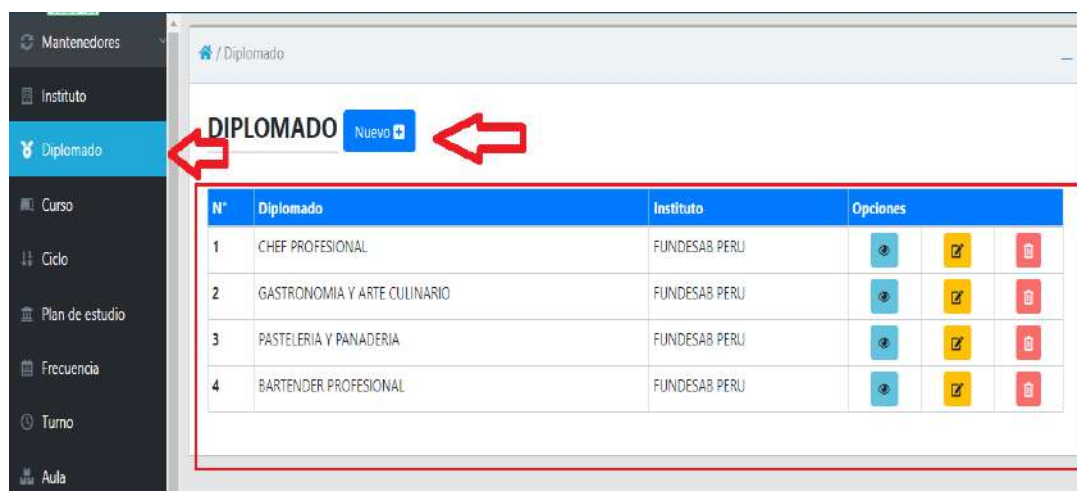 Mantenedores
Instituto
Diplomado
Curso
Ciclo
Plan de estudio
Frecuencia
Turno
Aula
/ Diplomado
DIPLOMADO Nuevo
N° Diplomado Instituto Opciones
1 CHEF PROFESIONAL FUNDESAB PERU
2 GASTRONOMIA Y ARTE CULINARIO FUNDESAB PERU
3 PASTELERIA Y PANADERIA FUNDESAB PERU
4 BARTENDER PROFESIONAL FUNDESAB PERU